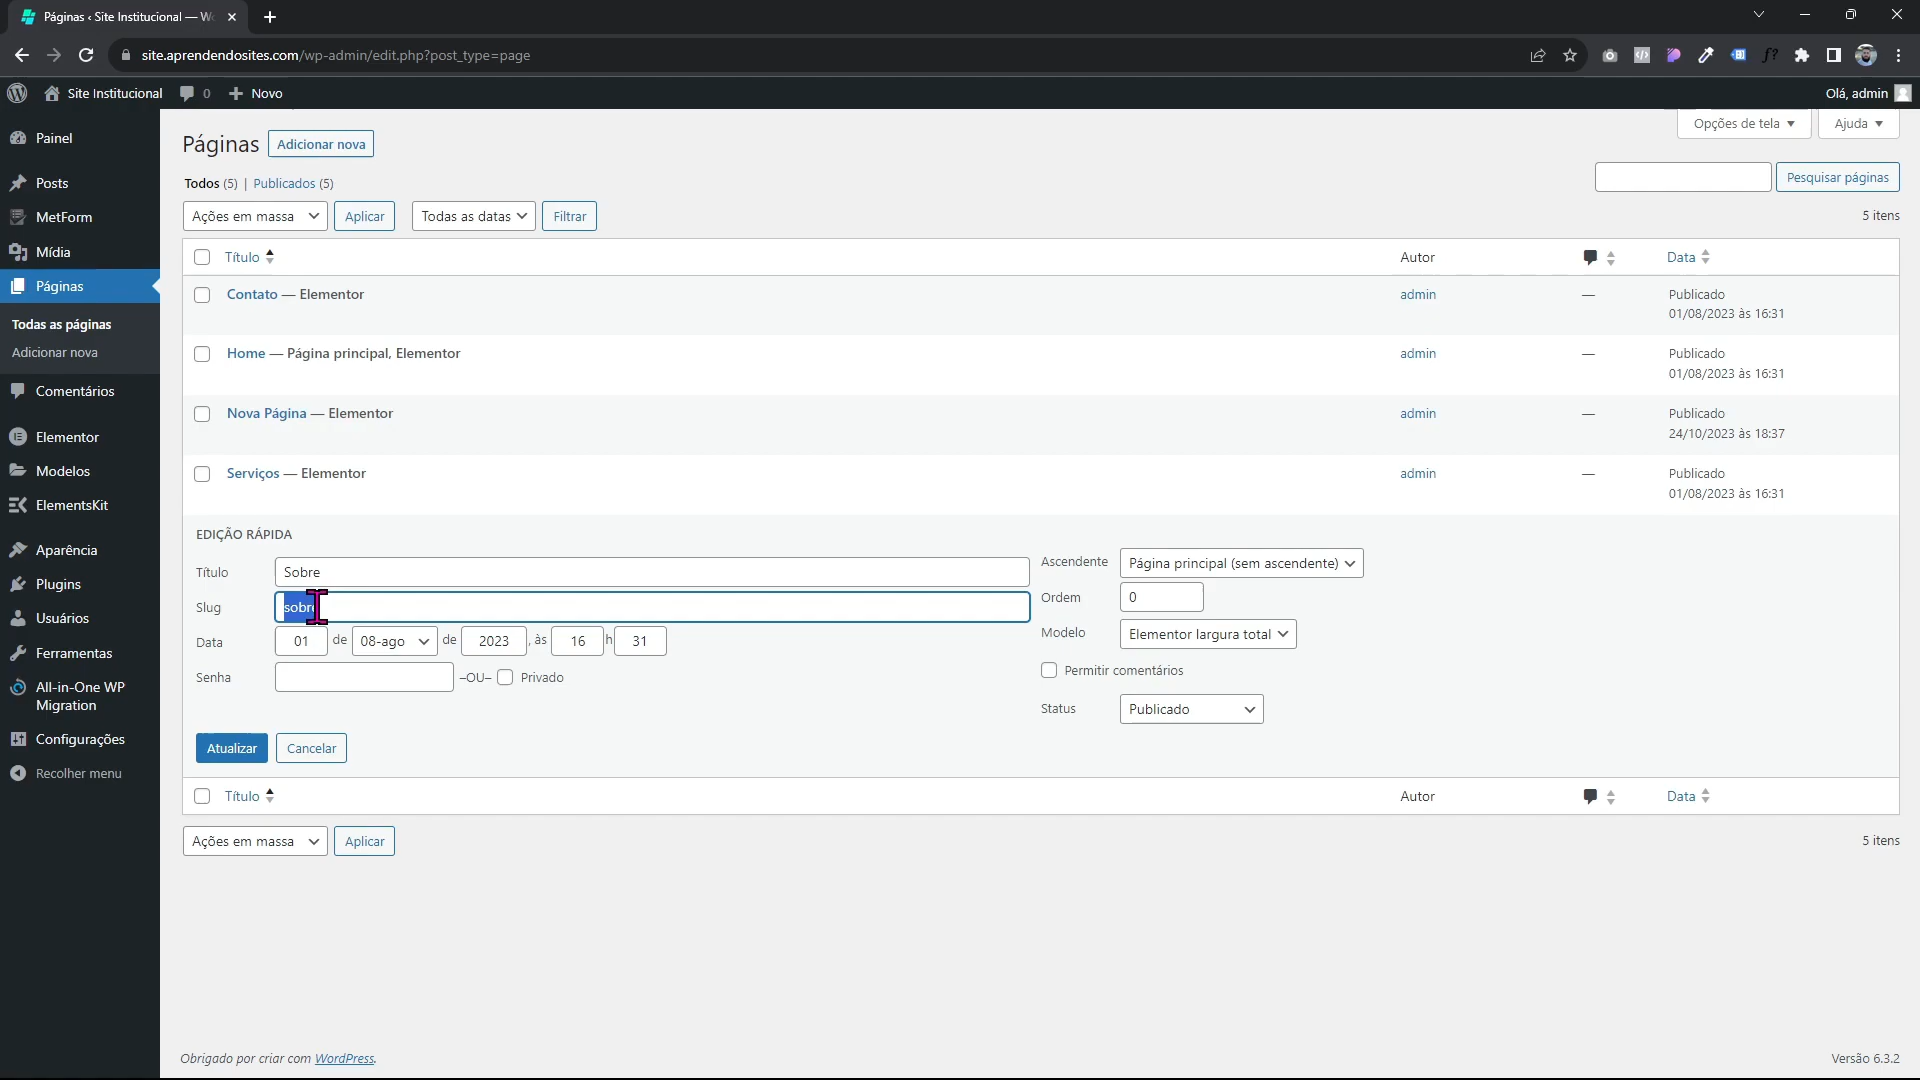 Páginas ‹ Site Institucional — W
site.aprendendosites.com/wp-admin/edit.php?post_type=page
Site Institucional 0 Novo Olá, admin
Opções de tela Ajuda
Painel
Posts
MetForm
Mídia
Páginas
Todas as páginas
Adicionar nova
Comentários
Elementor
Modelos
ElementsKit
Aparência
Plugins
Usuários
Ferramentas
All-in-One WP
Migration
Configurações
Recolher menu
Páginas Adicionar nova
Todos (5) | Publicados (5)
Pesquisar páginas
Ações em massa Aplicar Todas as datas Filtrar 5 itens
Título Autor Data
Contato — Elementor admin — Publicado
01/08/2023 às 16:31
Home — Página principal, Elementor admin — Publicado
01/08/2023 às 16:31
Nova Página — Elementor admin — Publicado
24/10/2023 às 18:37
Serviços — Elementor admin — Publicado
01/08/2023 às 16:31
EDIÇÃO RÁPIDA
Título Sobre
Slug sobre
Data 01 de 08-ago de 2023 , às 16 h 31
Senha –OU– Privado
Ascendente Página principal (sem ascendente)
Ordem 0
Modelo Elementor largura total
Permitir comentários
Status Publicado
Atualizar Cancelar
Título Autor Data
Ações em massa Aplicar 5 itens
Obrigado por criar com WordPress. Versão 6.3.2